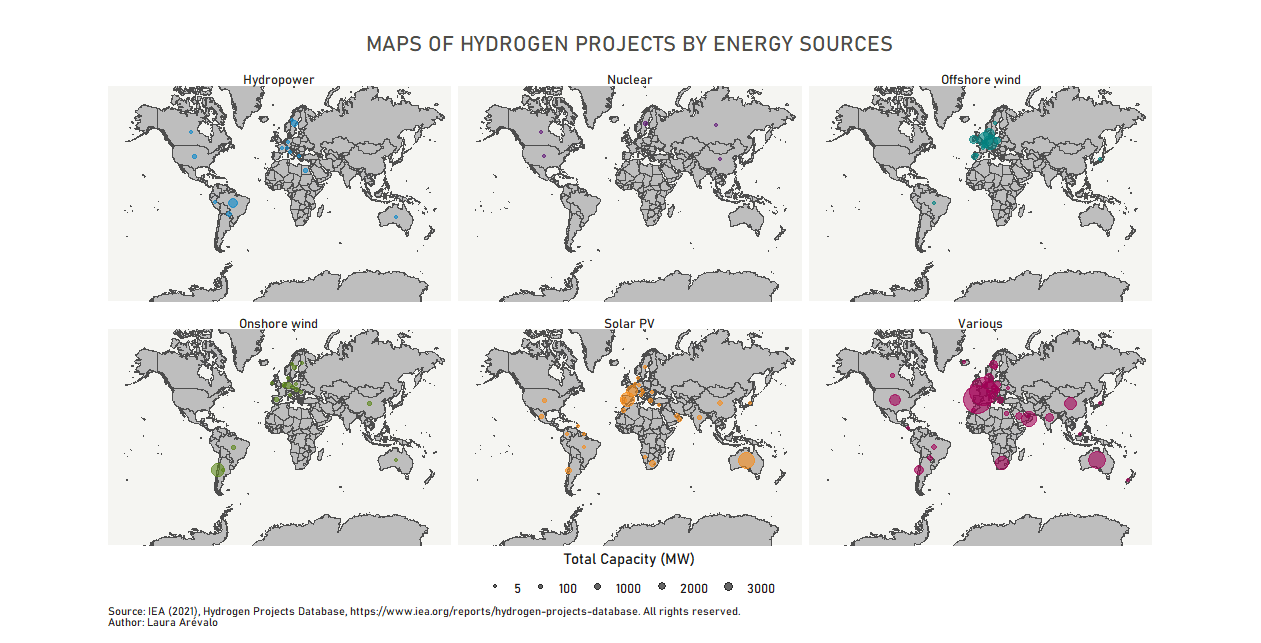 MAPS OF HYDROGEN PROJECTS BY ENERGY SOURCES
Hydropower
Nuclear
Offshore wind
Onshore wind
Solar PV
Various
Total Capacity (MW)
5 100 1000 2000 3000
Source: IEA (2021), Hydrogen Projects Database, https://www.iea.org/reports/hydrogen-projects-database. All rights reserved.
Author: Laura Arévalo